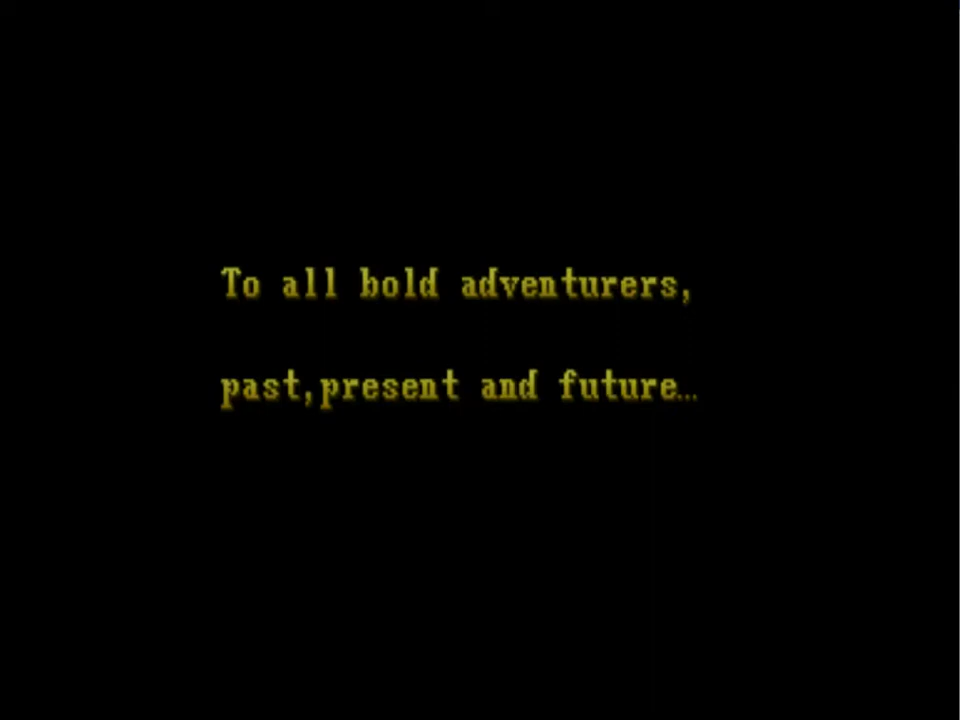 To all bold adventurers,
past,present and future…